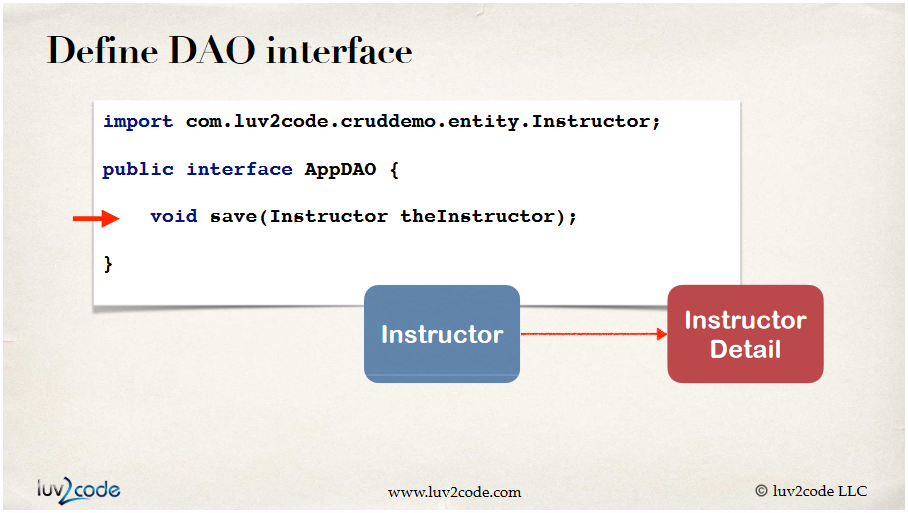 Define DAO interface
import com.luv2code.cruddemo.entity.Instructor;
public interface AppDAO {
void save(Instructor theInstructor);
}
Instructor
Instructor
Detail
luv2code
www.luv2code.com
© luv2code LLC